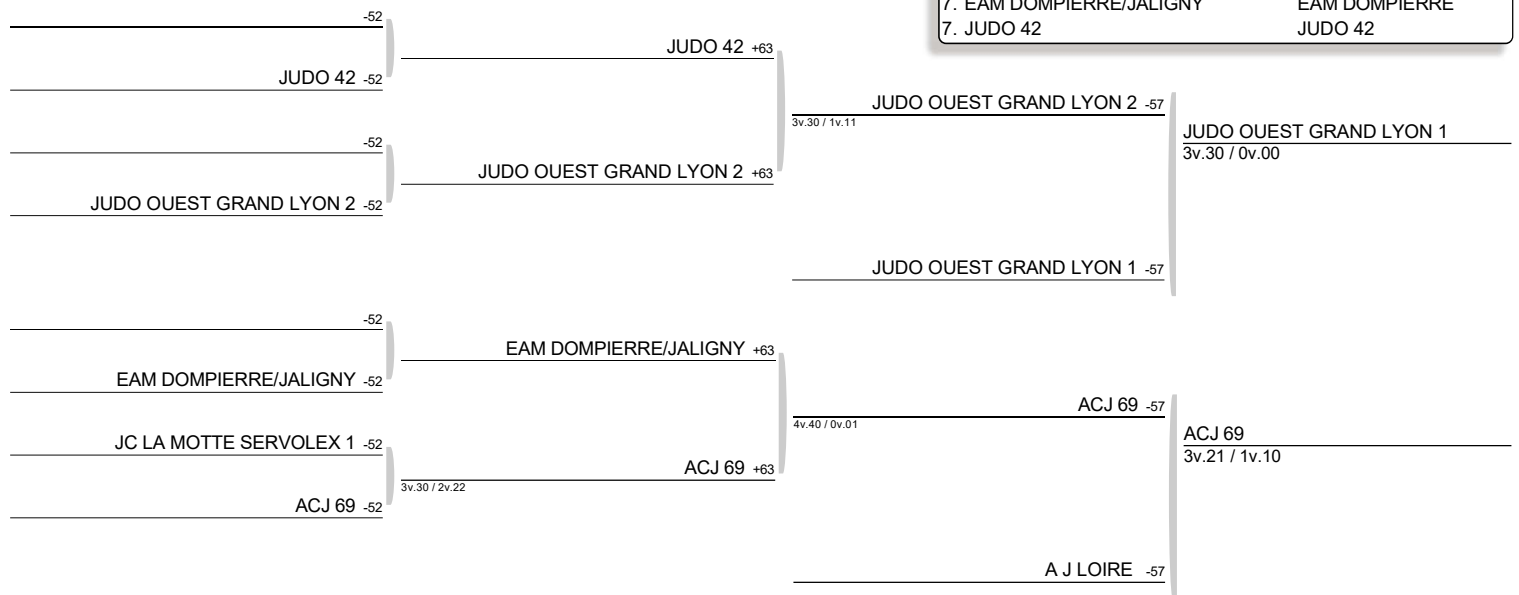 7. EAM DOMPIERRE/JALIGNY EAM DOMPIERRE
7. JUDO 42 JUDO 42
-52
JUDO 42 -52
-52
JUDO OUEST GRAND LYON 2 -52
-52
EAM DOMPIERRE/JALIGNY -52
JC LA MOTTE SERVOLEX 1 -52
ACJ 69 -52
JUDO 42 +63
JUDO OUEST GRAND LYON 2 +63
EAM DOMPIERRE/JALIGNY +63
ACJ 69 +63
3v.30 / 2v.22
JUDO OUEST GRAND LYON 2 -57
3v.30 / 1v.11
JUDO OUEST GRAND LYON 1 -57
ACJ 69 -57
4v.40 / 0v.01
A J LOIRE -57
JUDO OUEST GRAND LYON 1
3v.30 / 0v.00
ACJ 69
3v.21 / 1v.10